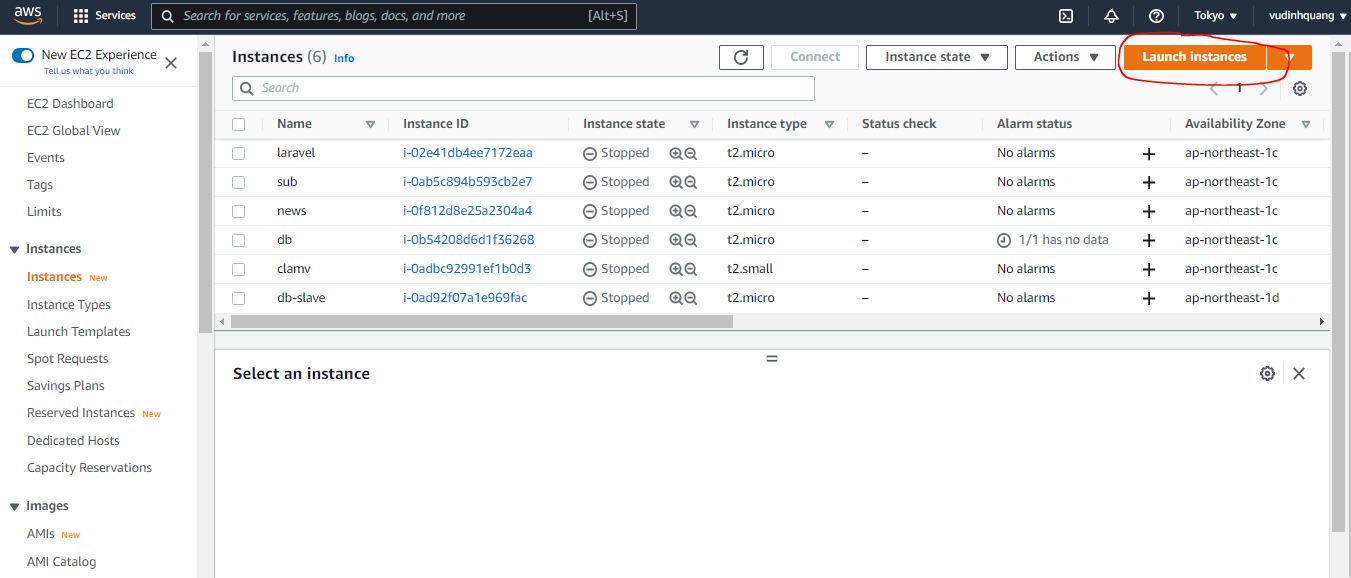 aws Services Search for services, features, blogs, docs, and more [Alt+S] Tokyo vudinhquang
New EC2 Experience
Tell us what you think
EC2 Dashboard
EC2 Global View
Events
Tags
Limits
Instances
Instances New
Instance Types
Launch Templates
Spot Requests
Savings Plans
Reserved Instances New
Dedicated Hosts
Capacity Reservations
Images
AMIs New
AMI Catalog
Instances (6) Info Connect Instance state Actions Launch instances
Search 1
Name Instance ID Instance state Instance type Status check Alarm status Availability Zone
laravel i-02e41db4ee7172eaa Stopped t2.micro – No alarms + ap-northeast-1c
sub i-0ab5c894b593cb2e7 Stopped t2.micro – No alarms + ap-northeast-1c
news i-0f812d8e25a2304a4 Stopped t2.micro – No alarms + ap-northeast-1c
db i-0b54208d6d1f36268 Stopped t2.micro – 1/1 has no data + ap-northeast-1c
clamv i-0adbc92991ef1b0d3 Stopped t2.small – No alarms + ap-northeast-1c
db-slave i-0ad92f07a1e969fac Stopped t2.micro – No alarms + ap-northeast-1d
Select an instance